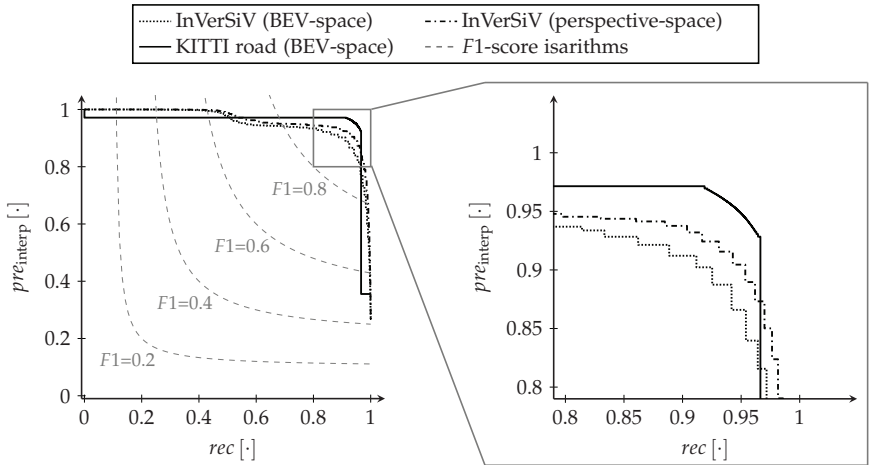 InVerSiV (BEV-space) InVerSiV (perspective-space)
KITTI road (BEV-space) F1-score isarithms
1
0.8
0.6
0.4
0.2
0
pre_interp [·]
F1=0.8
F1=0.6
F1=0.4
F1=0.2
0 0.2 0.4 0.6 0.8 1
rec [·]
1
0.95
0.9
0.85
0.8
pre_interp [·]
0.8 0.85 0.9 0.95 1
rec [·]